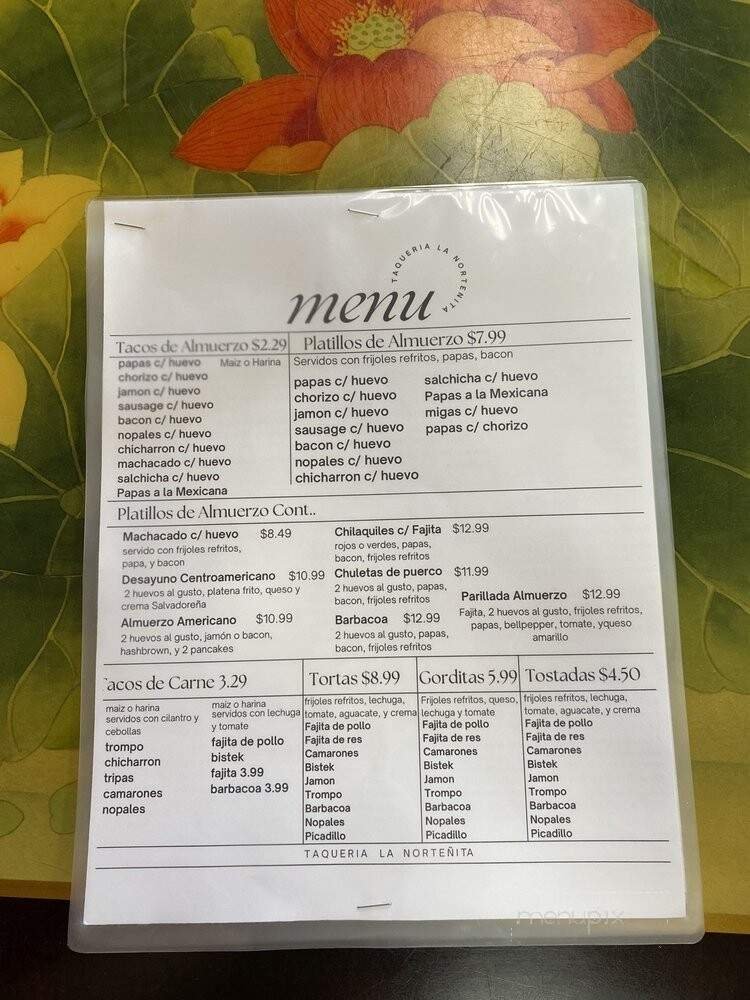 TAQUERIA LA NORTEÑITA
menu
Tacos de Almuerzo $2.29
papas c/ huevo Maiz o Harina
chorizo c/ huevo
jamon c/ huevo
sausage c/ huevo
bacon c/ huevo
nopales c/ huevo
chicharron c/ huevo
machacado c/ huevo
salchicha c/ huevo
Papas a la Mexicana
Platillos de Almuerzo $7.99
Servidos con frijoles refritos, papas, bacon
papas c/ huevo
chorizo c/ huevo
jamon c/ huevo
sausage c/ huevo
bacon c/ huevo
nopales c/ huevo
chicharron c/ huevo
salchicha c/ huevo
Papas a la Mexicana
migas c/ huevo
papas c/ chorizo
Platillos de Almuerzo Cont..
Machacado c/ huevo $8.49
servido con frijoles refritos,
papa, y bacon
Desayuno Centroamericano $10.99
2 huevos al gusto, platena frito, queso y
crema Salvadoreña
Almuerzo Americano $10.99
2 huevos al gusto, jamón o bacon,
hashbrown, y 2 pancakes
Chilaquiles c/ Fajita $12.99
rojos o verdes, papas,
bacon, frijoles refritos
Chuletas de puerco $11.99
2 huevos al gusto, papas,
bacon, frijoles refritos
Barbacoa $12.99
2 huevos al gusto, papas,
bacon, frijoles refritos
Parillada Almuerzo $12.99
Fajita, 2 huevos al gusto, frijoles refritos,
papas, bellpepper, tomate, yqueso
amarillo
Tacos de Carne 3.29
maiz o harina
servidos con cilantro y
cebollas
trompo
chicharron
tripas
camarones
nopales
maiz o harina
servidos con lechuga
y tomate
fajita de pollo
bistek
fajita 3.99
barbacoa 3.99
Tortas $8.99
frijoles refritos, lechuga,
tomate, aguacate, y crema
Fajita de pollo
Fajita de res
Camarones
Bistek
Jamon
Trompo
Barbacoa
Nopales
Picadillo
Gorditas 5.99
Frijoles refritos, queso,
lechuga y tomate
Fajita de pollo
Fajita de res
Camarones
Bistek
Jamon
Trompo
Barbacoa
Nopales
Picadillo
Tostadas $4.50
frijoles refritos, lechuga,
tomate, aguacate, y crema
Fajita de pollo
Fajita de res
Camarones
Bistek
Jamon
Trompo
Barbacoa
Nopales
Picadillo
TAQUERIA LA NORTEÑITA
menupix